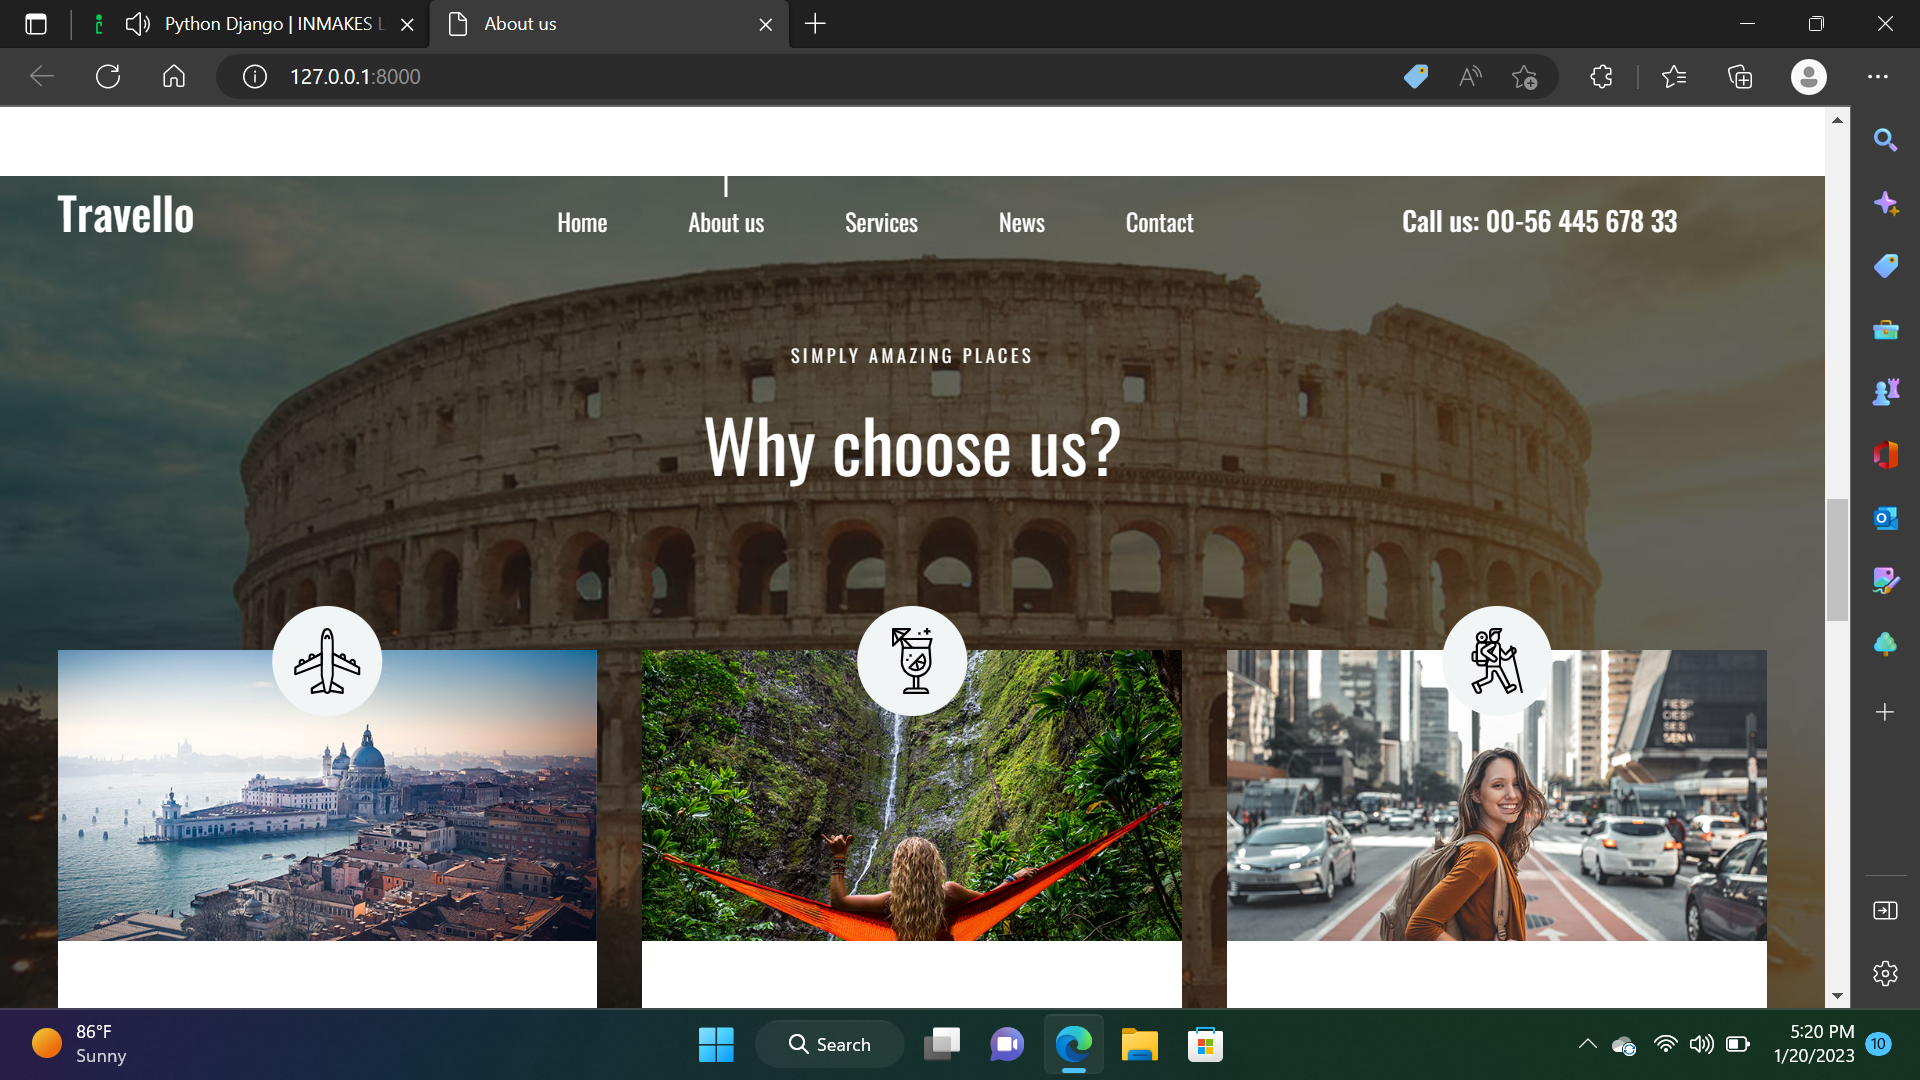 Python Django | INMAKES L
About us
127.0.0.1:8000
Travello
Home
About us
Services
News
Contact
Call us: 00-56 445 678 33
SIMPLY AMAZING PLACES
Why choose us?
86°F
Sunny
Search
5:20 PM
1/20/2023
10